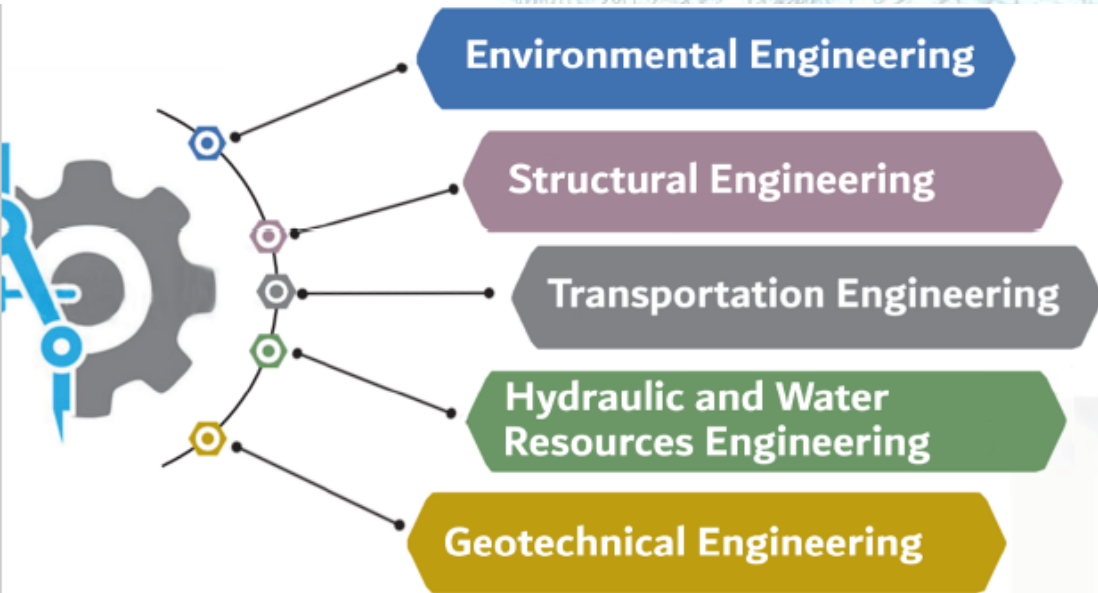 Environmental Engineering
Structural Engineering
Transportation Engineering
Hydraulic and Water
Resources Engineering
Geotechnical Engineering